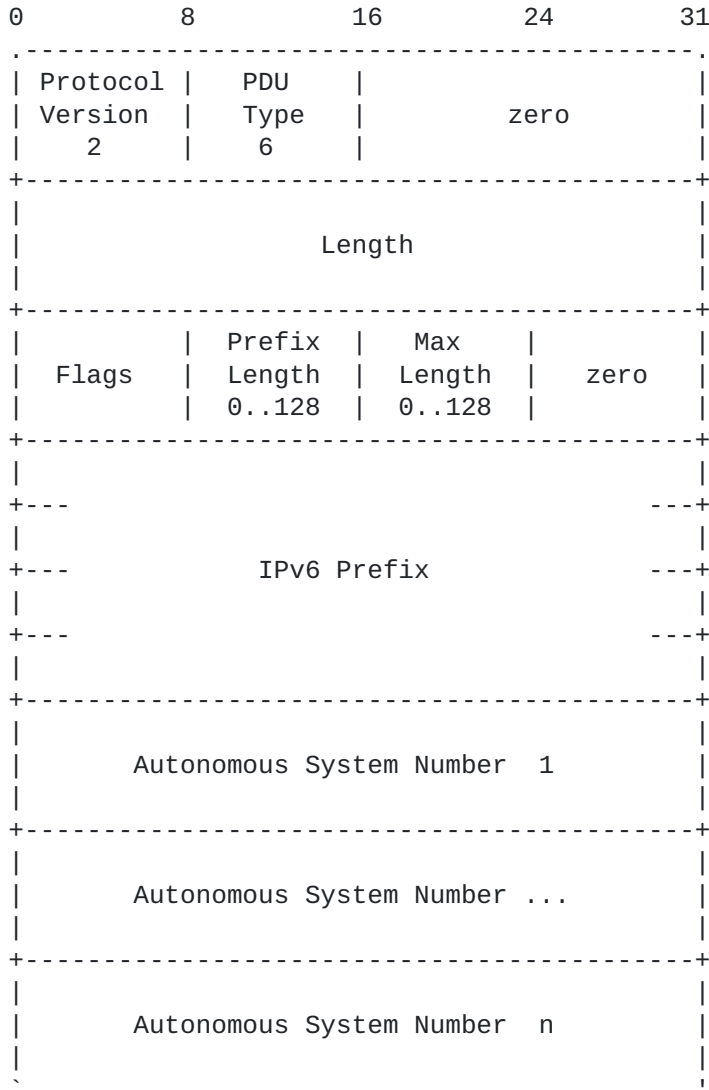 0          8          16         24        31
.-------------------------------------------.
| Protocol |   PDU    |                     |
| Version  |   Type   |         zero        |
|    2     |    6     |                     |
+-------------------------------------------+
|                                           |
|                   Length                  |
|                                           |
+-------------------------------------------+
|          |  Prefix  |   Max    |          |
|  Flags   |  Length  |  Length  |   zero   |
|          |  0..128  |  0..128  |          |
+-------------------------------------------+
|                                           |
+---                                     ---+
|                                           |
+---            IPv6 Prefix              ---+
|                                           |
+---                                     ---+
|                                           |
+-------------------------------------------+
|                                           |
|       Autonomous System Number  1         |
|                                           |
+-------------------------------------------+
|                                           |
|       Autonomous System Number ...        |
|                                           |
+-------------------------------------------+
|                                           |
|       Autonomous System Number  n         |
|                                           |
`                                           '